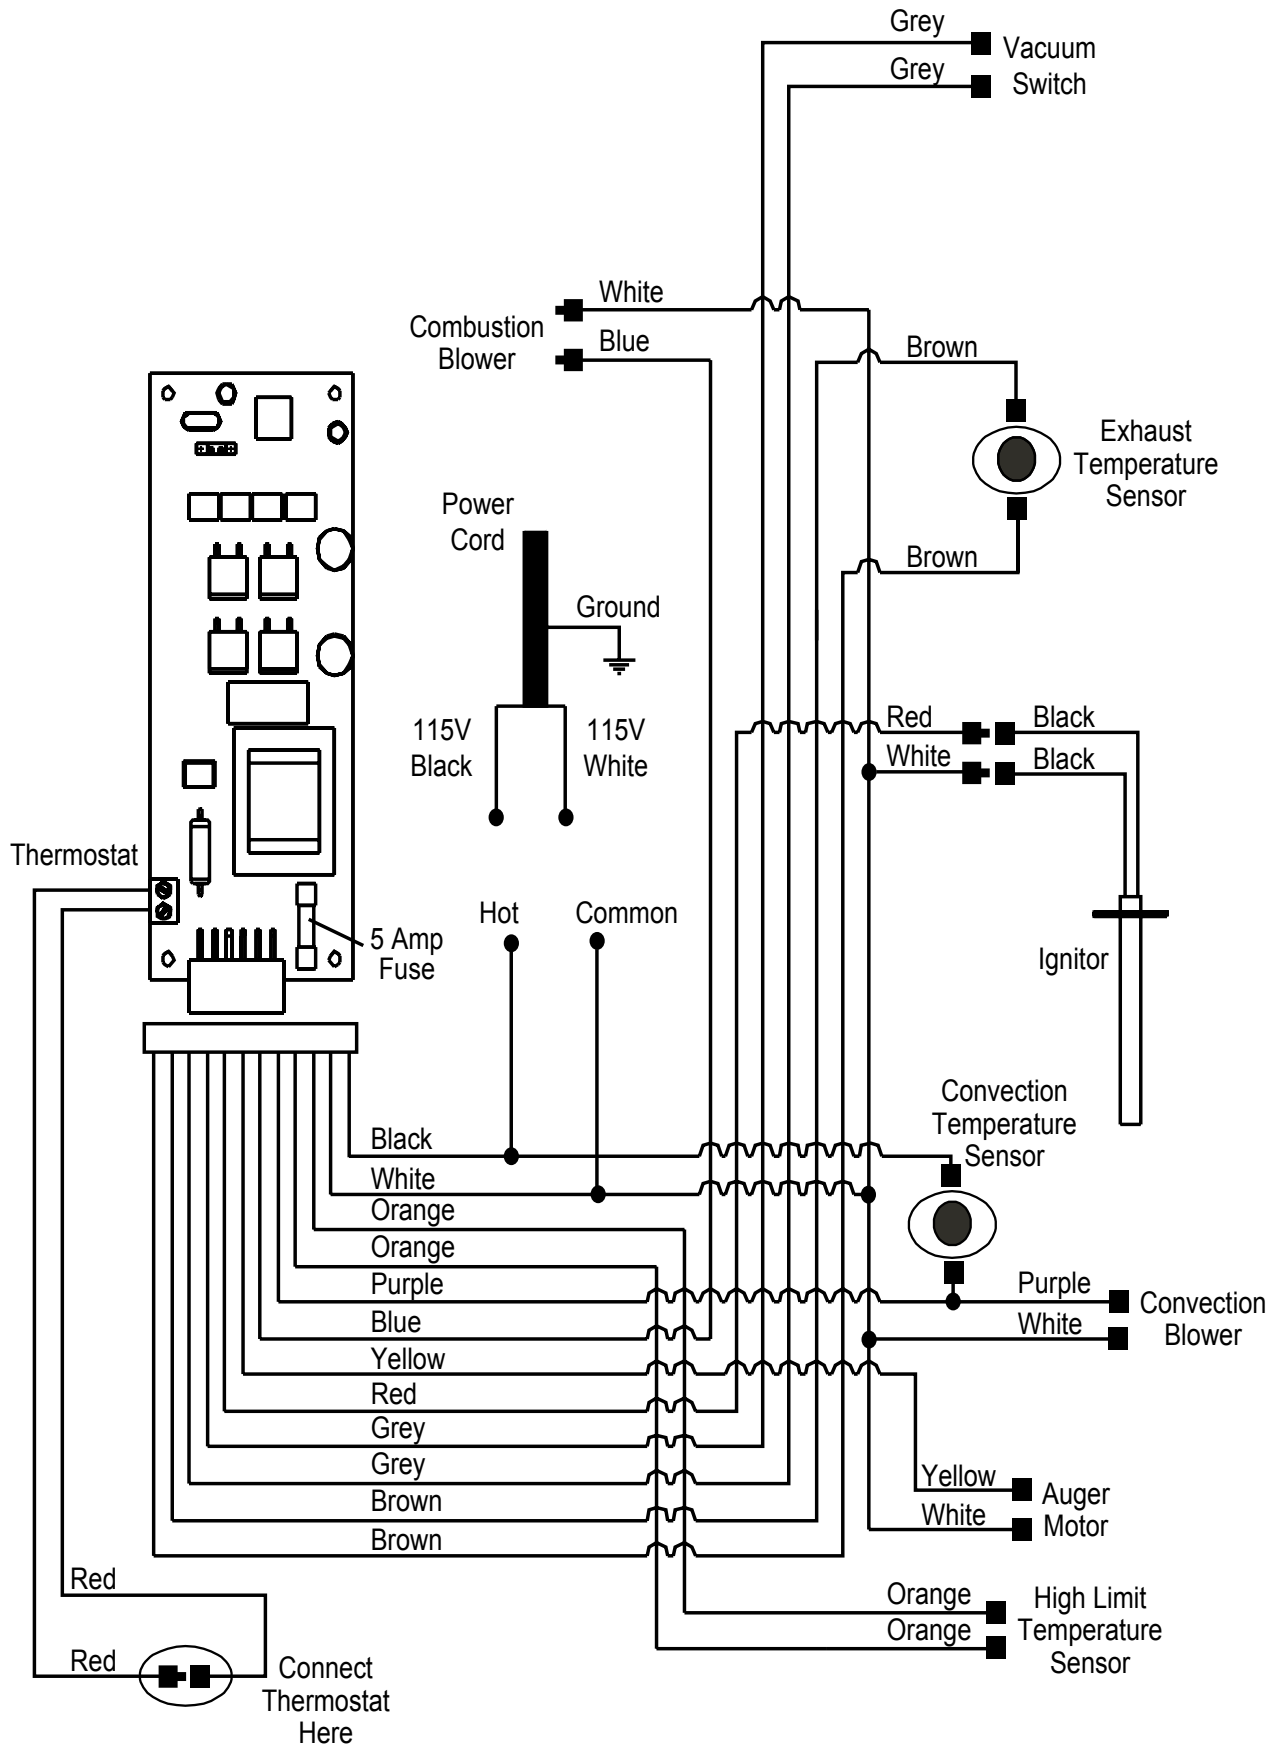 Grey
Vacuum
Grey
Switch
White
Combustion
Blower
Blue
Brown
Exhaust
Temperature
Sensor
Power
Cord
Brown
Ground
115V
Black
115V
White
Red
Black
White
Black
Thermostat
Hot
Common
5 Amp
Fuse
Ignitor
Convection
Temperature
Sensor
Black
White
Orange
Orange
Purple
Purple
Convection
Blower
White
Blue
Yellow
Red
Grey
Grey
Yellow
Auger
Motor
White
Brown
Brown
Red
Orange
High Limit
Temperature
Sensor
Orange
Red
Connect
Thermostat
Here